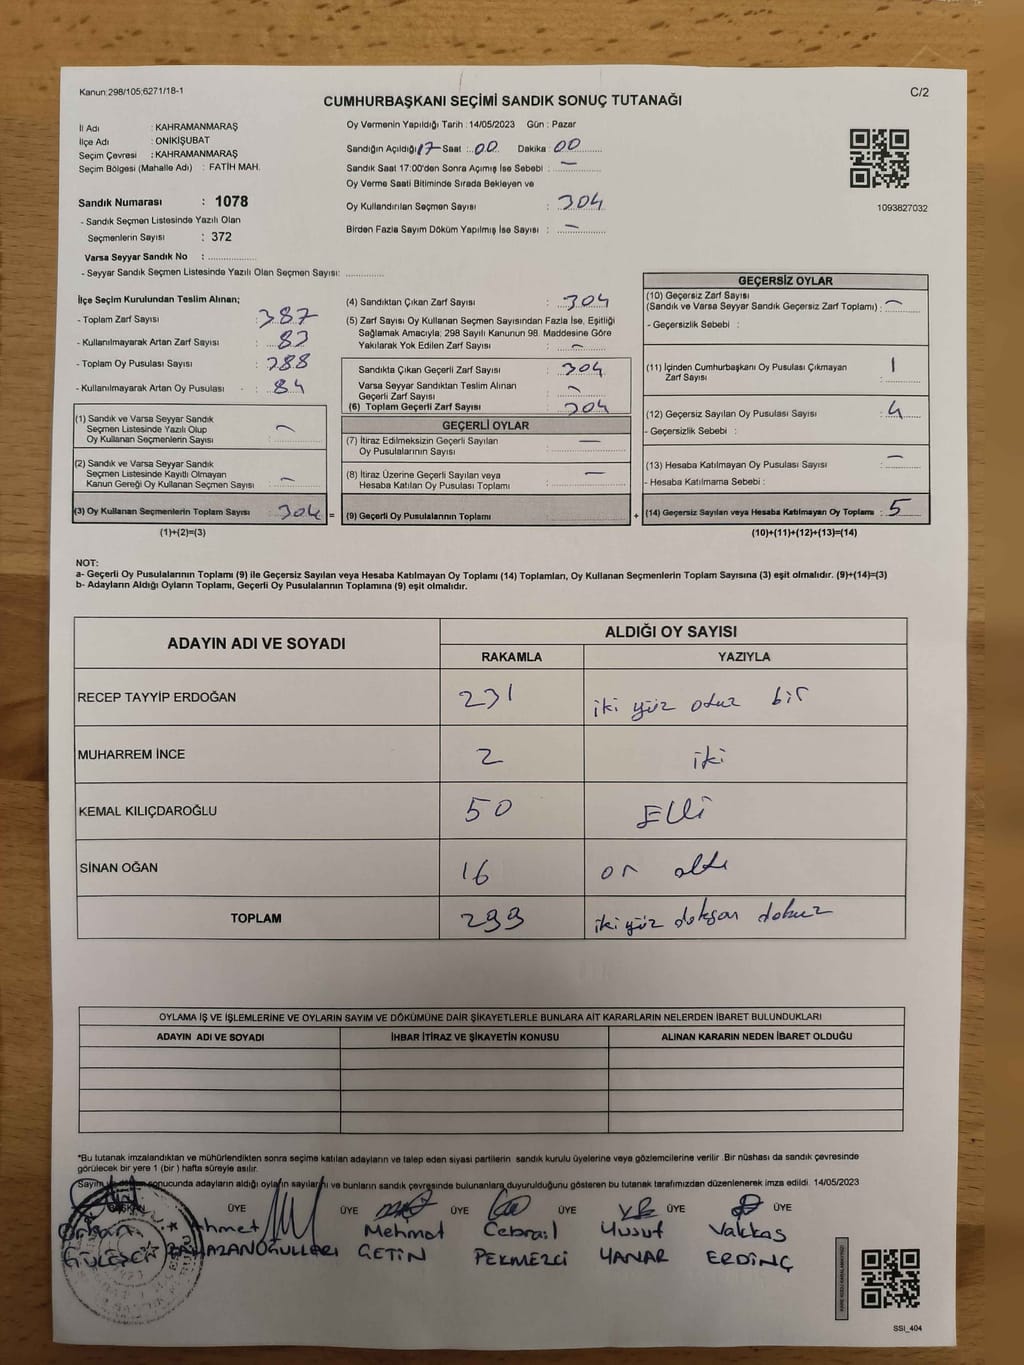 Kanun:298/105;6271/18-1
C/2
CUMHURBAŞKANI SEÇİMİ SANDIK SONUÇ TUTANAĞI
İl Adı : KAHRAMANMARAŞ
İlçe Adı : ONİKİŞUBAT
Seçim Çevresi : KAHRAMANMARAŞ
Seçim Bölgesi (Mahalle Adı) : FATİH MAH.
Sandık Numarası : 1078
- Sandık Seçmen Listesinde Yazılı Olan
Seçmenlerin Sayısı : 372
Varsa Seyyar Sandık No :
- Seyyar Sandık Seçmen Listesinde Yazılı Olan Seçmen Sayısı:
Oy Vermenin Yapıldığı Tarih : 14/05/2023 Gün : Pazar
Sandığın Açıldığı 17 Saat : 00 Dakika : 00
Sandık Saat 17:00'den Sonra Açımış İse Sebebi : —
Oy Verme Saati Bitiminde Sırada Bekleyen ve
Oy Kullandırılan Seçmen Sayısı : 304
Birden Fazla Sayım Döküm Yapılmış İse Sayısı : —
1093827032
İlçe Seçim Kurulundan Teslim Alınan;
- Toplam Zarf Sayısı : 387
- Kullanılmayarak Artan Zarf Sayısı : 83
- Toplam Oy Pusulası Sayısı : 388
- Kullanılmayarak Artan Oy Pusulası : 84
(1) Sandık ve Varsa Seyyar Sandık
Seçmen Listesinde Yazılı Olup
Oy Kullanan Seçmenlerin Sayısı : —
(2) Sandık ve Varsa Seyyar Sandık
Seçmen Listesinde Kayıtlı Olmayan
Kanun Gereği Oy Kullanan Seçmen Sayısı : —
(3) Oy Kullanan Seçmenlerin Toplam Sayısı : 304 =
(1)+(2)=(3)
(4) Sandıktan Çıkan Zarf Sayısı : 304
(5) Zarf Sayısı Oy Kullanan Seçmen Sayısından Fazla İse, Eşitliği
Sağlamak Amacıyla; 298 Sayılı Kanunun 98. Maddesine Göre
Yakılarak Yok Edilen Zarf Sayısı : —
Sandıkta Çıkan Geçerli Zarf Sayısı : 304
Varsa Seyyar Sandıktan Teslim Alınan
Geçerli Zarf Sayısı : —
(6) Toplam Geçerli Zarf Sayısı : 304
GEÇERLİ OYLAR
(7) İtiraz Edilmeksizin Geçerli Sayılan
Oy Pusulalarının Sayısı : —
(8) İtiraz Üzerine Geçerli Sayılan veya
Hesaba Katılan Oy Pusulası Toplamı : —
(9) Geçerli Oy Pusulalarının Toplamı : +
GEÇERSİZ OYLAR
(10) Geçersiz Zarf Sayısı
(Sandık ve Varsa Seyyar Sandık Geçersiz Zarf Toplamı) : —
- Geçersizlik Sebebi :
(11) İçinden Cumhurbaşkanı Oy Pusulası Çıkmayan
Zarf Sayısı : 1
(12) Geçersiz Sayılan Oy Pusulası Sayısı : 4
- Geçersizlik Sebebi :
(13) Hesaba Katılmayan Oy Pusulası Sayısı : —
- Hesaba Katılmama Sebebi :
(14) Geçersiz Sayılan veya Hesaba Katılmayan Oy Toplamı : 5
(10)+(11)+(12)+(13)=(14)
NOT:
a- Geçerli Oy Pusulalarının Toplamı (9) ile Geçersiz Sayılan veya Hesaba Katılmayan Oy Toplamı (14) Toplamları, Oy Kullanan Seçmenlerin Toplam Sayısına (3) eşit olmalıdır. (9)+(14)=(3)
b- Adayların Aldığı Oyların Toplamı, Geçerli Oy Pusulalarının Toplamına (9) eşit olmalıdır.
ADAYIN ADI VE SOYADI ALDIĞI OY SAYISI
RAKAMLA YAZIYLA
RECEP TAYYİP ERDOĞAN 231 iki yüz otuz bir
MUHARREM İNCE 2 iki
KEMAL KILIÇDAROĞLU 50 Elli
SİNAN OĞAN 16 on altı
TOPLAM 299 iki yüz doksan dokuz
OYLAMA İŞ VE İŞLEMLERİNE VE OYLARIN SAYIM VE DÖKÜMÜNE DAİR ŞİKAYETLERLE BUNLARA AİT KARARLARIN NELERDEN İBARET BULUNDUKLARI
ADAYIN ADI VE SOYADI İHBAR İTİRAZ VE ŞİKAYETİN KONUSU ALINAN KARARIN NEDEN İBARET OLDUĞU
*Bu tutanak imzalandıktan ve mühürlendikten sonra seçime katılan adayların ve talep eden siyasi partilerin sandık kurulu üyelerine veya gözlemcilerine verilir. Bir nüshası da sandık çevresinde
görülecek bir yere 1 (bir ) hafta süreyle asılır.
Sayım sonucunda adayların aldığı oyların sayılarını ve bunların sandık çevresinde bulunanlara duyurulduğunu gösteren bu tutanak tarafımızdan düzenlenerek imza edildi. 14/05/2023
BAŞKAN ÜYE ÜYE ÜYE ÜYE ÜYE ÜYE
Orkan Ahmet Mehmet Cebrail Yusuf Vakkas
RAMAZANOĞULLARI ÇETİN PEKMEZCİ YANAR ERDİNÇ
SSI_404